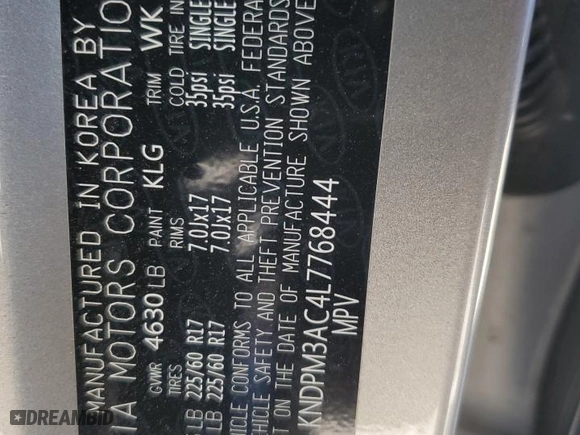 MANUFACTURED IN KOREA BY
IA MOTORS CORPORATIO
GVWR 4630 LB PAINT KLG TRIM WK
TIRES RIMS COLD TIRE IN
LB 225/60 R17 7.0Jx17 35psi SINGLE
LB 225/60 R17 7.0Jx17 35psi SINGLE
HICLE CONFORMS TO ALL APPLICABLE U.S.A. FEDERA
EHICLE SAFETY AND THEFT PREVENTION STANDARDS
T ON THE DATE OF MANUFACTURE SHOWN ABOVE
KNDPM3AC4L7768444
MPV
DREAMBID